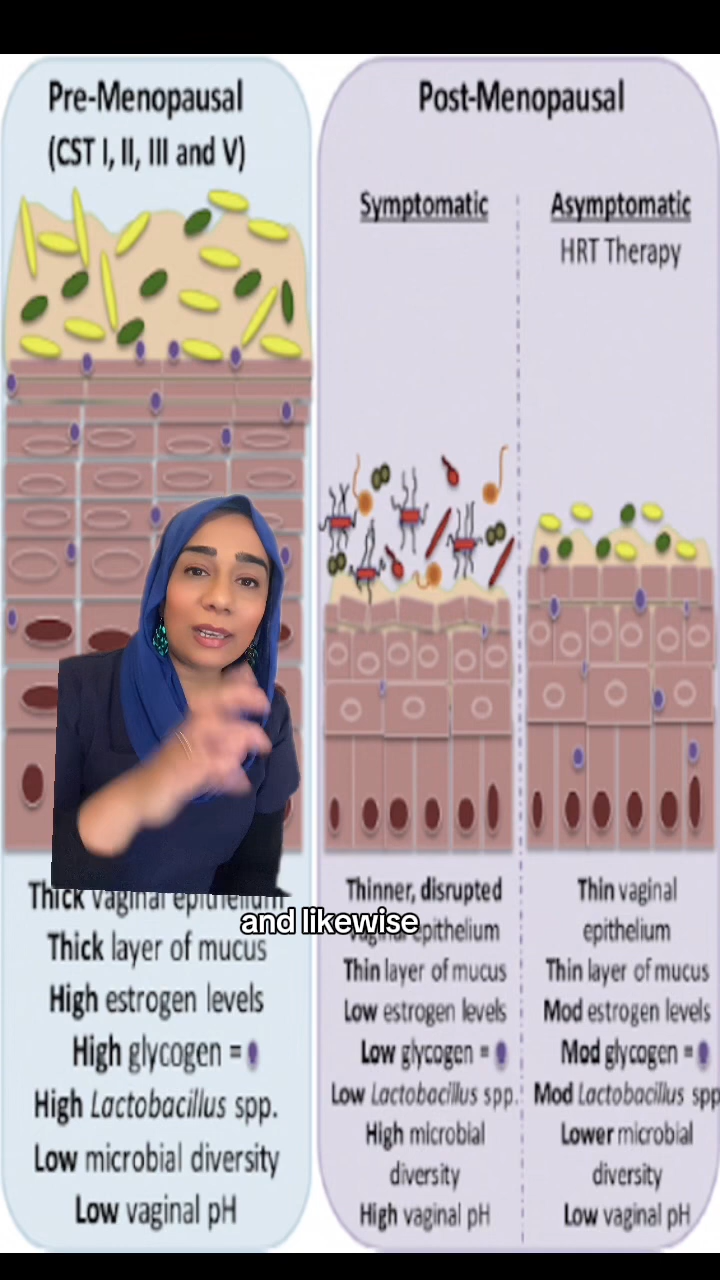 Pre-Menopausal
(CST I, II, III and V)
Thick vaginal epithelium
Thick layer of mucus
High estrogen levels
High glycogen =
High Lactobacillus spp.
Low microbial diversity
Low vaginal pH
Post-Menopausal
Symptomatic
Thinner, disrupted
vaginal epithelium
Thin layer of mucus
Low estrogen levels
Low glycogen =
Low Lactobacillus spp.
High microbial
diversity
High vaginal pH
Asymptomatic
HRT Therapy
Thin vaginal
epithelium
Thin layer of mucus
Mod estrogen levels
Mod glycogen =
Mod Lactobacillus spp
Lower microbial
diversity
Low vaginal pH
and likewise